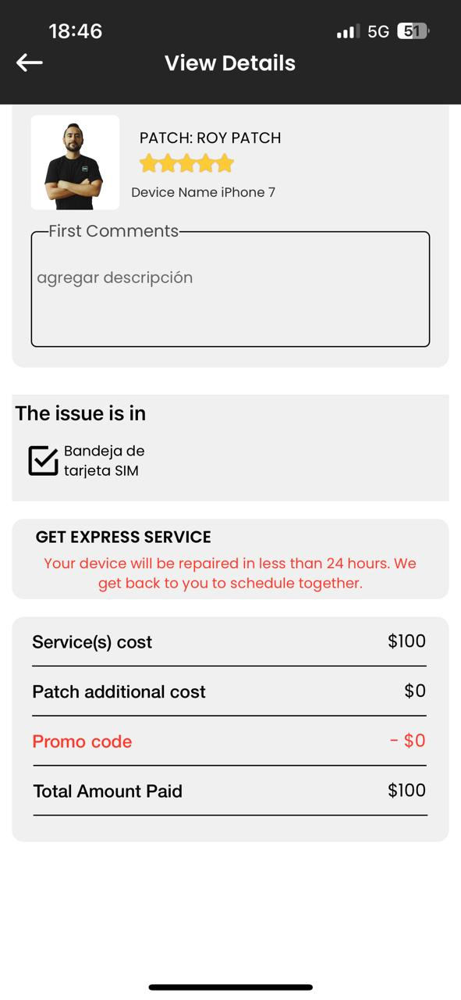 18:46
5G
51
View Details
PATCH: ROY PATCH
Device Name iPhone 7
First Comments
agregar descripción
The issue is in
Bandeja de
tarjeta SIM
GET EXPRESS SERVICE
Your device will be repaired in less than 24 hours. We
get back to you to schedule together.
Service(s) cost $100
Patch additional cost $0
Promo code - $0
Total Amount Paid $100